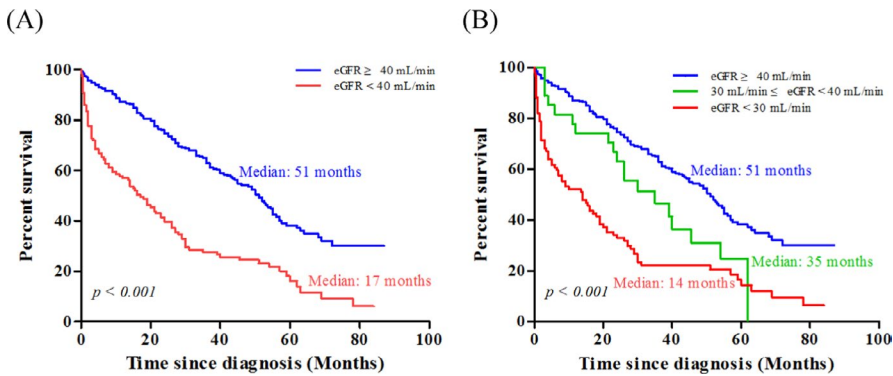 (A)
eGFR ≥ 40 mL/min
eGFR < 40 mL/min
Percent survival
100
80
60
40
20
0
Median: 51 months
Median: 17 months
p < 0.001
0 20 40 60 80 100
Time since diagnosis (Months)
(B)
eGFR ≥ 40 mL/min
30 mL/min ≤ eGFR < 40 mL/min
eGFR < 30 mL/min
Percent survival
100
80
60
40
20
0
Median: 51 months
Median: 35 months
Median: 14 months
p < 0.001
0 20 40 60 80 100
Time since diagnosis (Months)